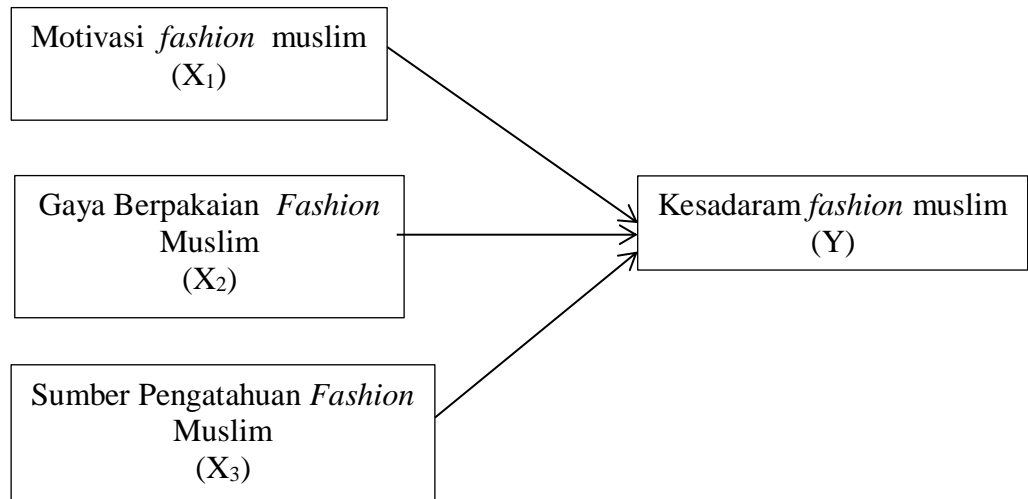 Motivasi fashion muslim
(X₁)
Gaya Berpakaian Fashion
Muslim
(X₂)
Sumber Pengatahuan Fashion
Muslim
(X₃)
Kesadaram fashion muslim
(Y)